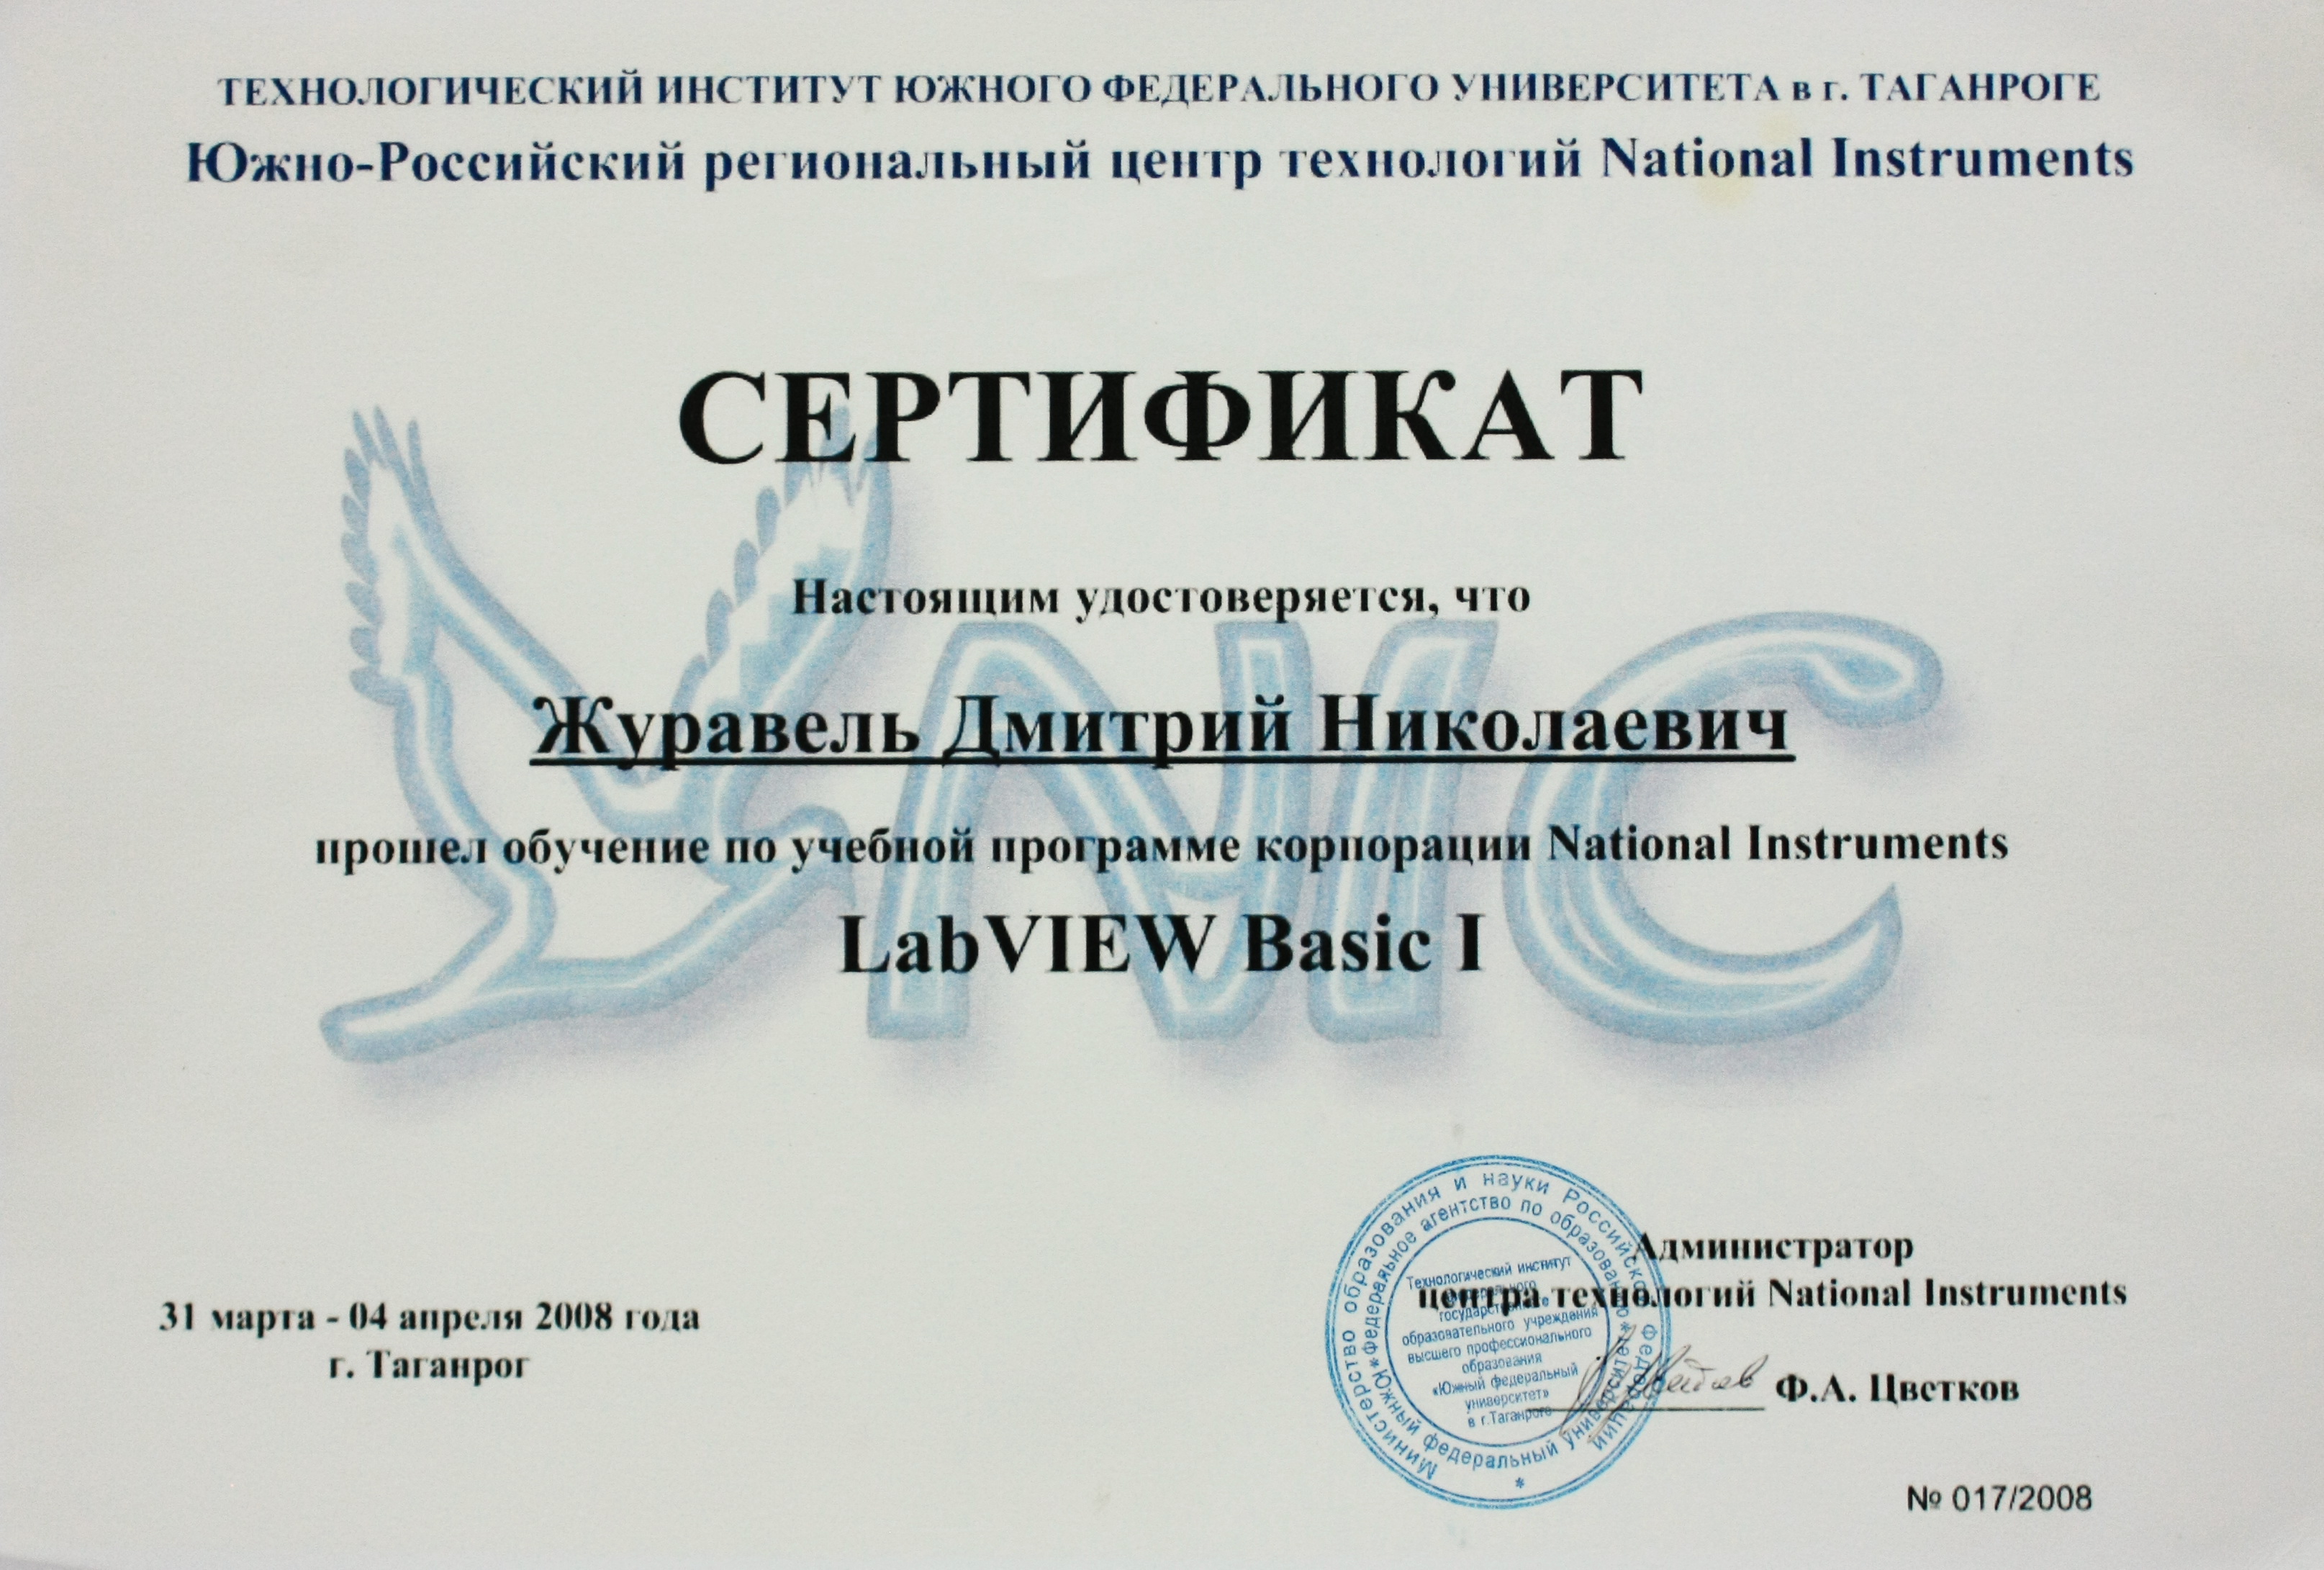 ТЕХНОЛОГИЧЕСКИЙ ИНСТИТУТ ЮЖНОГО ФЕДЕРАЛЬНОГО УНИВЕРСИТЕТА в г. ТАГАНРОГЕ
Южно-Российский региональный центр технологий National Instruments
СЕРТИФИКАТ
Настоящим удостоверяется, что
Журавель Дмитрий Николаевич
прошел обучение по учебной программе корпорации National Instruments
LabVIEW Basic I
NIC
31 марта - 04 апреля 2008 года
г. Таганрог
Администратор
центра технологий National Instruments
Ф.А. Цветков
Министерство образования и науки Российской Федерации
*Федеральное агентство по образованию*
Южный федеральный университет
Технологический институт
федерального
государственного
образовательного учреждения
высшего профессионального
образования
«Южный федеральный
университет»
в г.Таганроге
№ 017/2008